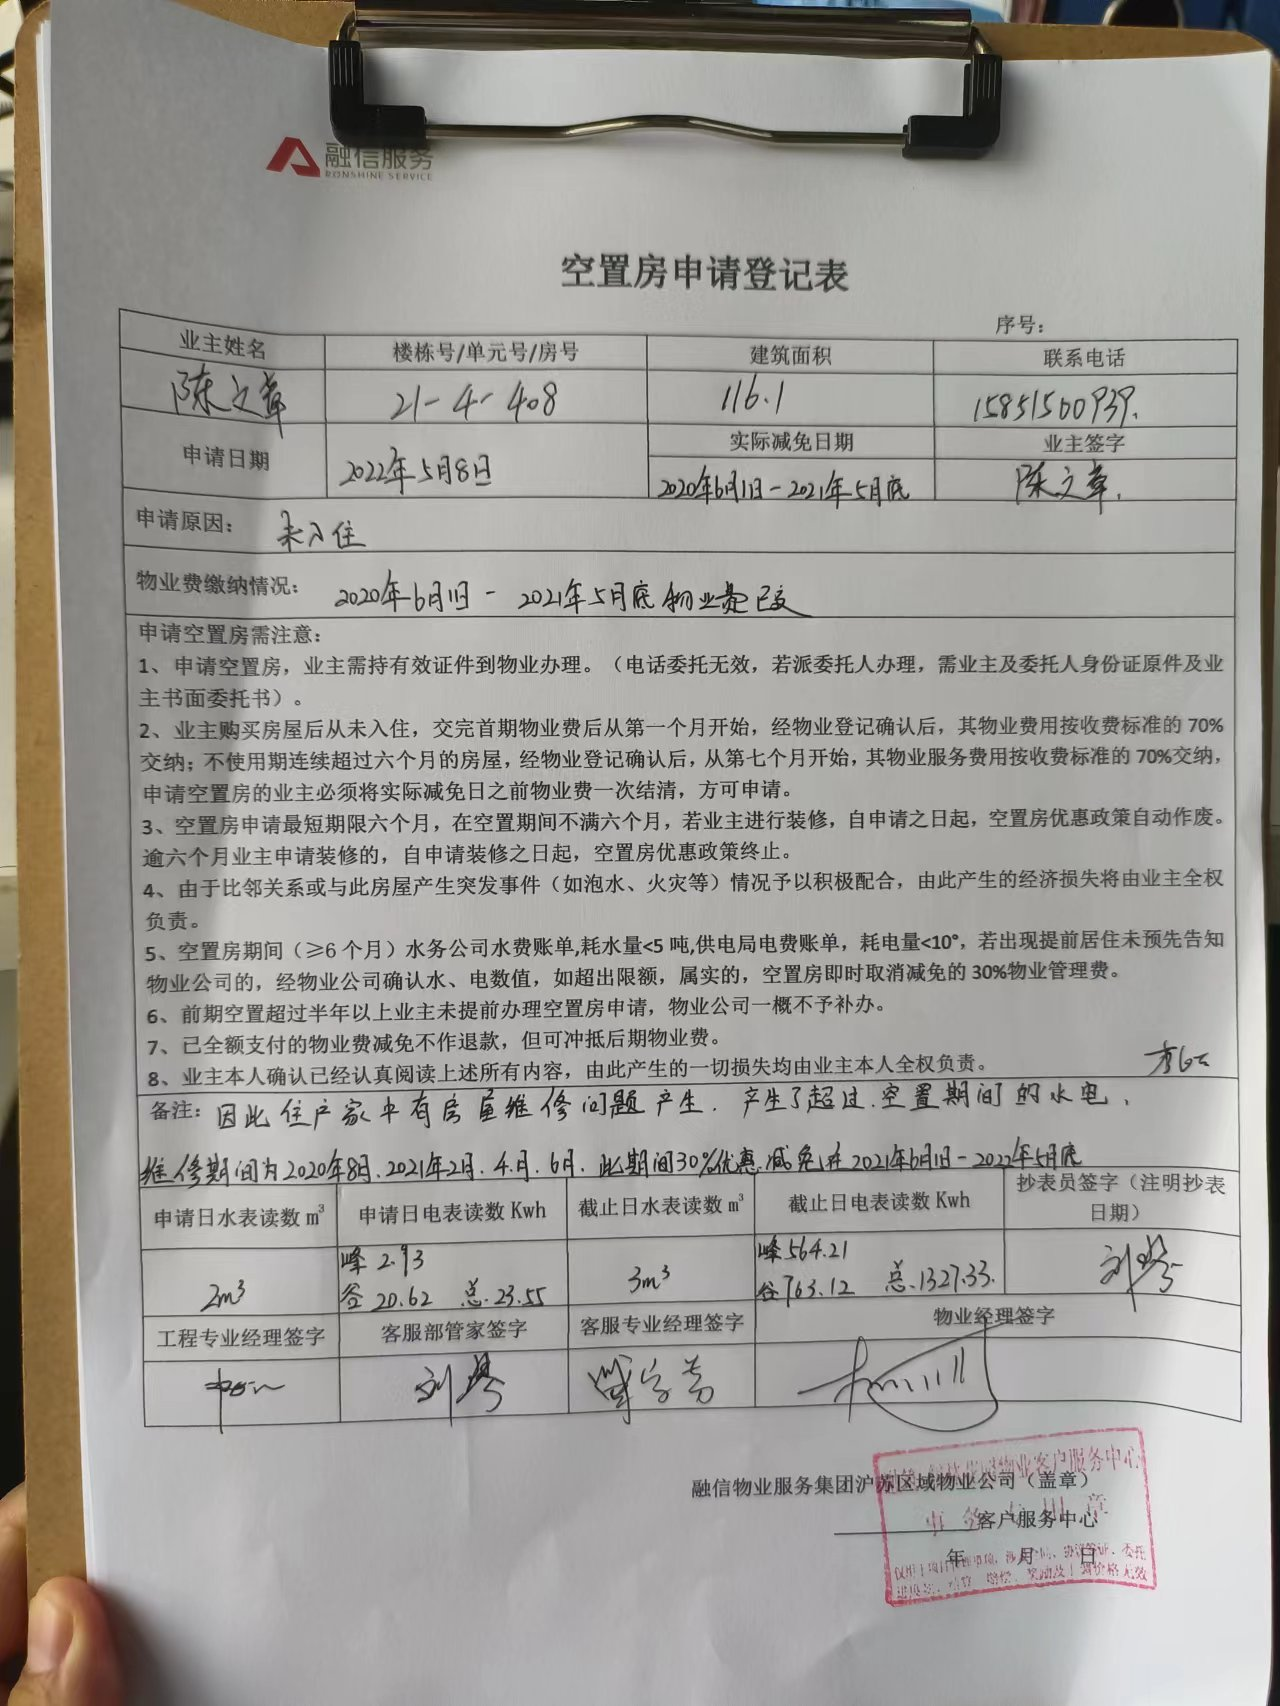 融信服务
RONSHINE SERVICE
空置房申请登记表
序号：
业主姓名 楼栋号/单元号/房号 建筑面积 联系电话
陈文章 21-4-408 116.1 15851500939.
申请日期 2022年5月8日 实际减免日期 业主签字
2020年6月1日-2021年5月底 陈文章.
申请原因： 未入住
物业费缴纳情况： 2020年6月1日-2021年5月底物业费已交
申请空置房需注意：
1、申请空置房，业主需持有效证件到物业办理。（电话委托无效，若派委托人办理，需业主及委托人身份证原件及业
主书面委托书）。
2、业主购买房屋后从未入住，交完首期物业费后从第一个月开始，经物业登记确认后，其物业费用按收费标准的70%
交纳；不使用期连续超过六个月的房屋，经物业登记确认后，从第七个月开始，其物业服务费用按收费标准的70%交纳，
申请空置房的业主必须将实际减免日之前物业费一次结清，方可申请。
3、空置房申请最短期限六个月，在空置期间不满六个月，若业主进行装修，自申请之日起，空置房优惠政策自动作废。
逾六个月业主申请装修的，自申请装修之日起，空置房优惠政策终止。
4、由于比邻关系或与此房屋产生突发事件（如泡水、火灾等）情况予以积极配合，由此产生的经济损失将由业主全权
负责。
5、空置房期间（≥6个月）水务公司水费账单,耗水量<5吨,供电局电费账单，耗电量<10°，若出现提前居住未预先告知
物业公司的，经物业公司确认水、电数值，如超出限额，属实的，空置房即时取消减免的30%物业管理费。
6、前期空置超过半年以上业主未提前办理空置房申请，物业公司一概不予补办。
7、已全额支付的物业费减免不作退款，但可冲抵后期物业费。
8、业主本人确认已经认真阅读上述所有内容，由此产生的一切损失均由业主本人全权负责。
备注：因此住户家中有房屋维修问题产生.产生了超过.空置期间的水电，
维修期间为2020年8月.2021年2月.4月.6月.此期间30%优惠.减免在2021年6月1日-2022年5月底
申请日水表读数m³ 申请日电表读数Kwh 截止日水表读数m³ 截止日电表读数Kwh 抄表员签字（注明抄表
日期）
2m³ 峰2.93 3m³ 峰564.21
谷20.62 总.23.55 谷763.12 总.1327.33.
工程专业经理签字 客服部管家签字 客服专业经理签字 物业经理签字
融信物业服务集团沪苏区域物业公司（盖章）
客户服务中心
年 月 日
物业客户服务中心